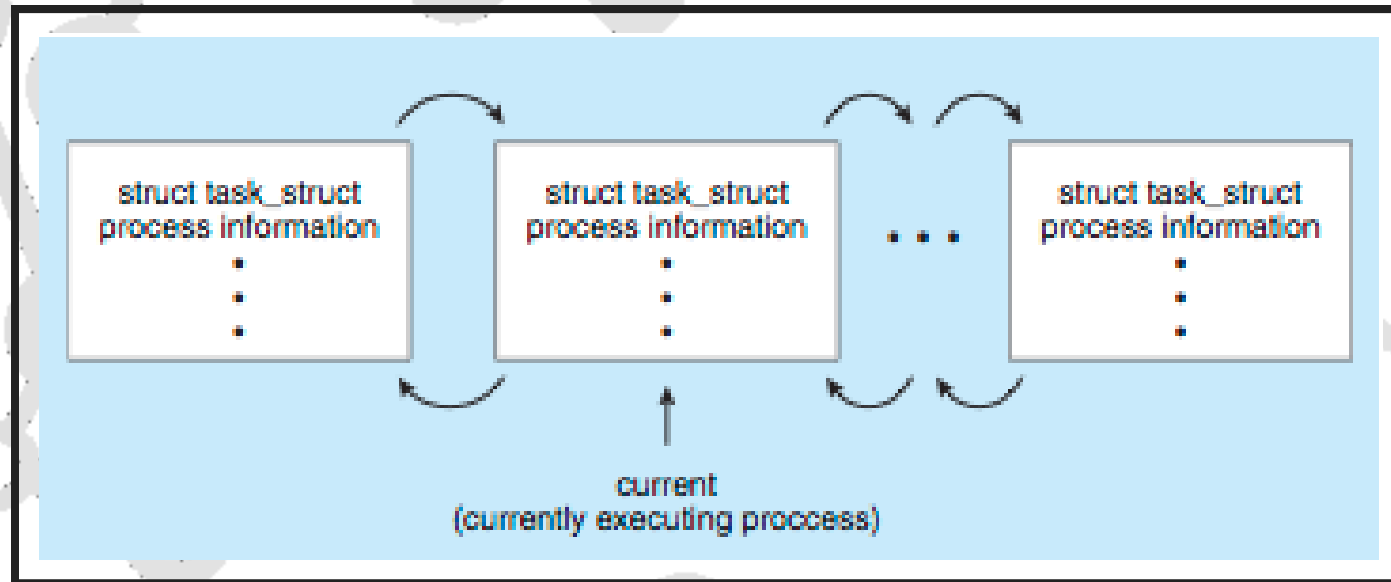 struct task_struct
process information
•
•
•
struct task_struct
process information
•
•
•
• • •
struct task_struct
process information
•
•
•
current
(currently executing proccess)